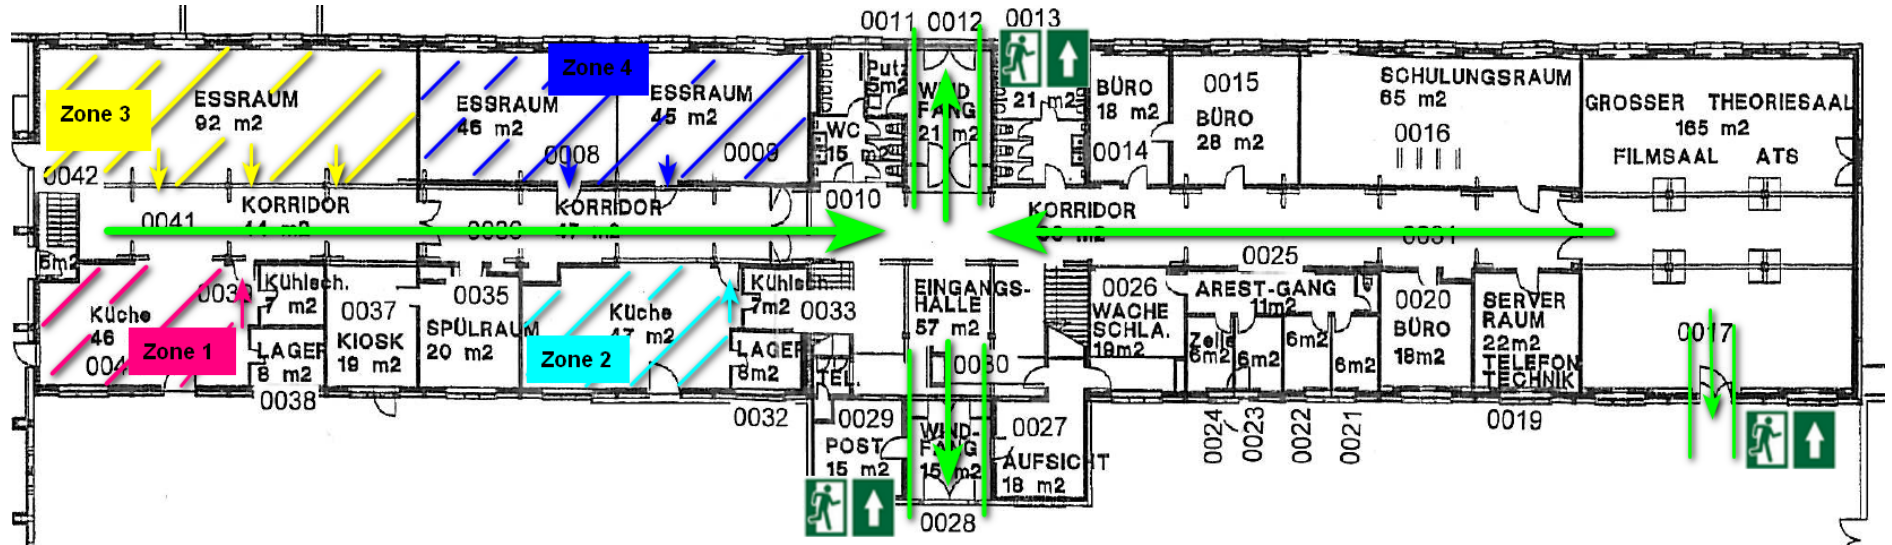 0011
0012
0013
Zone 3
ESSRAUM
92 m2
Zone 4
ESSRAUM
46 m2
ESSRAUM
45 m2
0008
0009
WC
15
WIND
FANG
21 m2
21 m2
BÜRO
18 m2
0014
0015
BÜRO
28 m2
SCHULUNGSRAUM
65 m2
0016
GROSSER THEORIESAAL
165 m2
FILMSAAL ATS
0042
0041
KORRIDOR
KORRIDOR
0010
KORRIDOR
0025
5m2
Küche
46
Zone 1
Kühlsch.
7 m2
LAGER
8 m2
0038
0037
KIOSK
19 m2
0035
SPÜLRAUM
20 m2
Küche
47 m2
Zone 2
Kühlsch.
7m2
LAGER
8m2
0032
0033
TEL.
EINGANGS-
HALLE
57 m2
0030
0026
WACHE
SCHLA.
19m2
AREST-GANG
11m2
Zelle
6m2
6m2
6m2
6m2
0020
BÜRO
18m2
SERVER
RAUM
22m2
TELEFON
TECHNIK
0017
0029
POST
15 m2
WIND-
FANG
15 m2
0027
AUFSICHT
18 m2
0028
0024
0023
0022
0021
0019